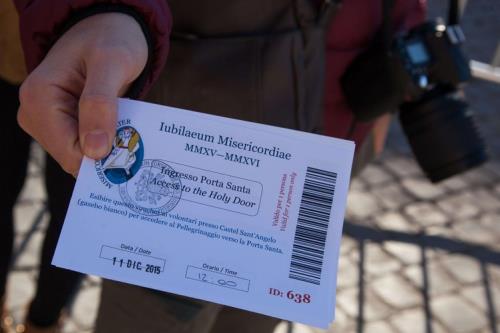 Iubilaeum Misericordiae
MMXV—MMXVI
Ingresso Porta Santa
Access to the Holy Door
Esibire questo voucher ai volontari presso Castel Sant'Angelo
(gazebo bianco) per accedere al Pellegrinaggio verso la Porta Santa.
Valido per 1 persona
Valid for 1 person only
Data / Date
11 DIC. 2015
Orario / Time
12.00
ID: 638